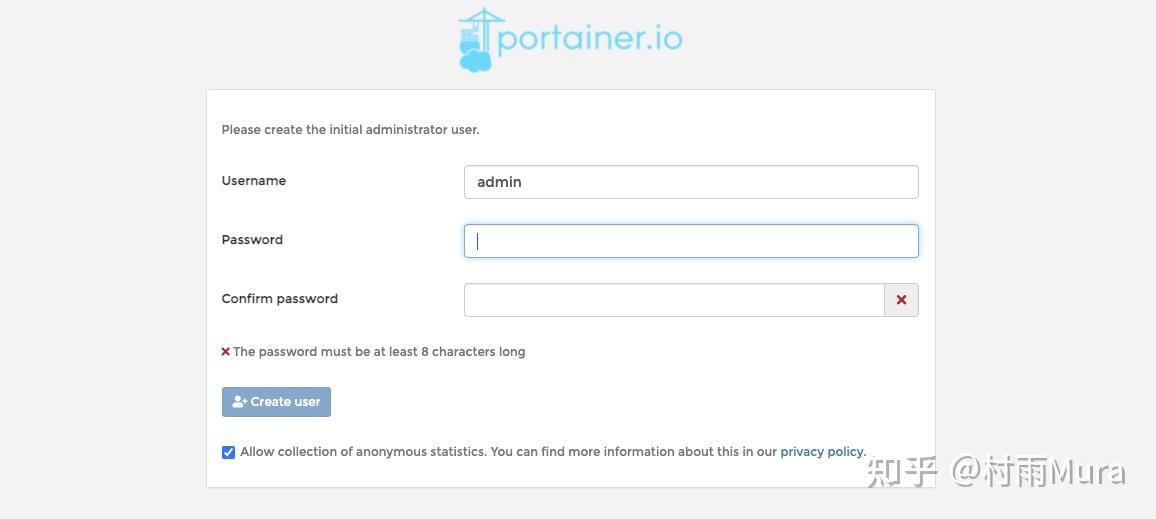 portainer.io
Please create the initial administrator user.
Username
admin
Password
Confirm password
The password must be at least 8 characters long
Create user
Allow collection of anonymous statistics. You can find more information about this in our privacy policy.
知乎 @村雨Mura